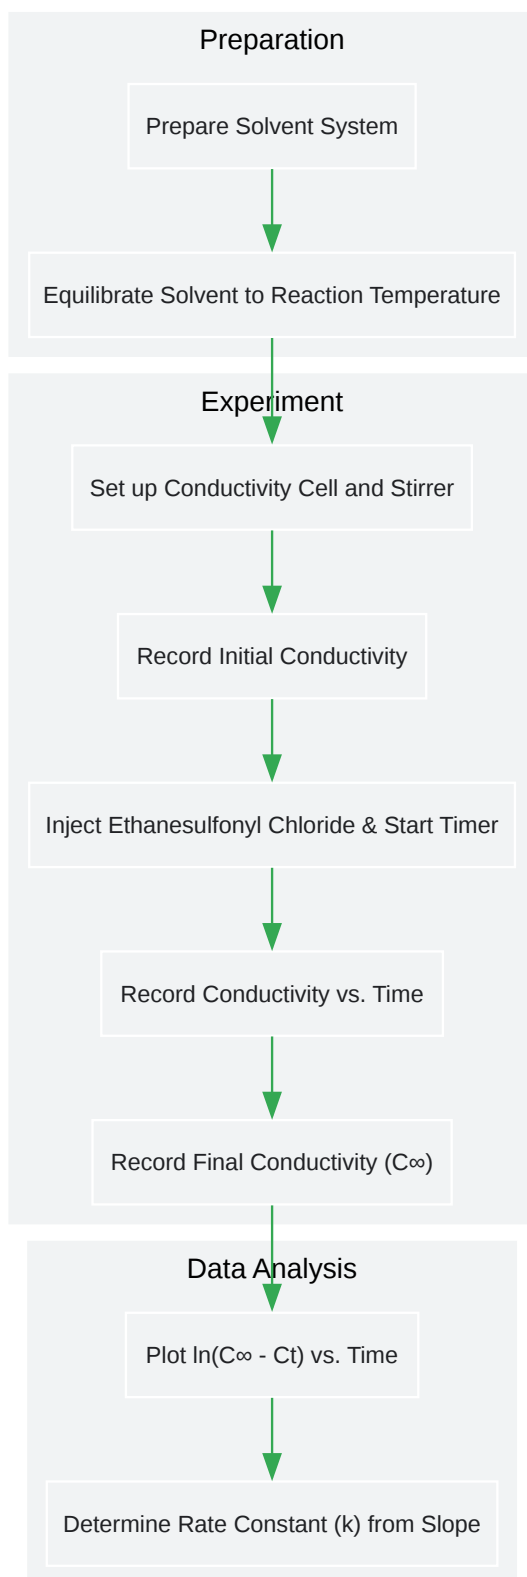 Preparation
Prepare Solvent System
Equilibrate Solvent to Reaction Temperature
Experiment
Set up Conductivity Cell and Stirrer
Record Initial Conductivity
Inject Ethanesulfonyl Chloride & Start Timer
Record Conductivity vs. Time
Record Final Conductivity (C∞)
Data Analysis
Plot ln(C∞ - Ct) vs. Time
Determine Rate Constant (k) from Slope